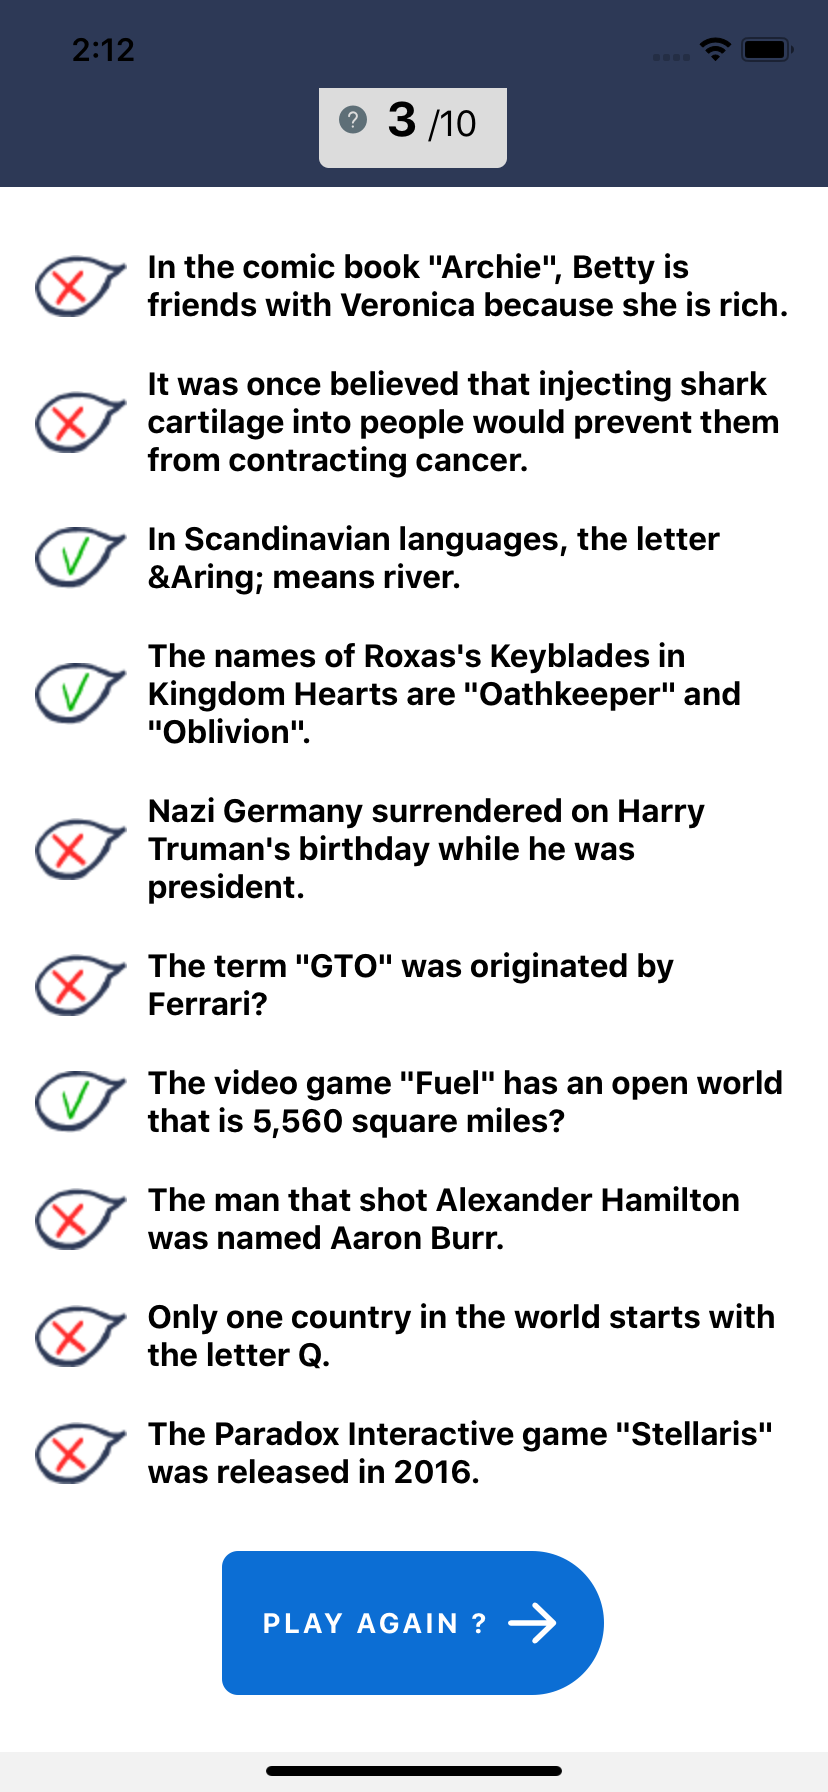 2:12
? 3 /10
In the comic book "Archie", Betty is
friends with Veronica because she is rich.
It was once believed that injecting shark
cartilage into people would prevent them
from contracting cancer.
In Scandinavian languages, the letter
&Aring; means river.
The names of Roxas's Keyblades in
Kingdom Hearts are "Oathkeeper" and
"Oblivion".
Nazi Germany surrendered on Harry
Truman's birthday while he was
president.
The term "GTO" was originated by
Ferrari?
The video game "Fuel" has an open world
that is 5,560 square miles?
The man that shot Alexander Hamilton
was named Aaron Burr.
Only one country in the world starts with
the letter Q.
The Paradox Interactive game "Stellaris"
was released in 2016.
PLAY AGAIN ?